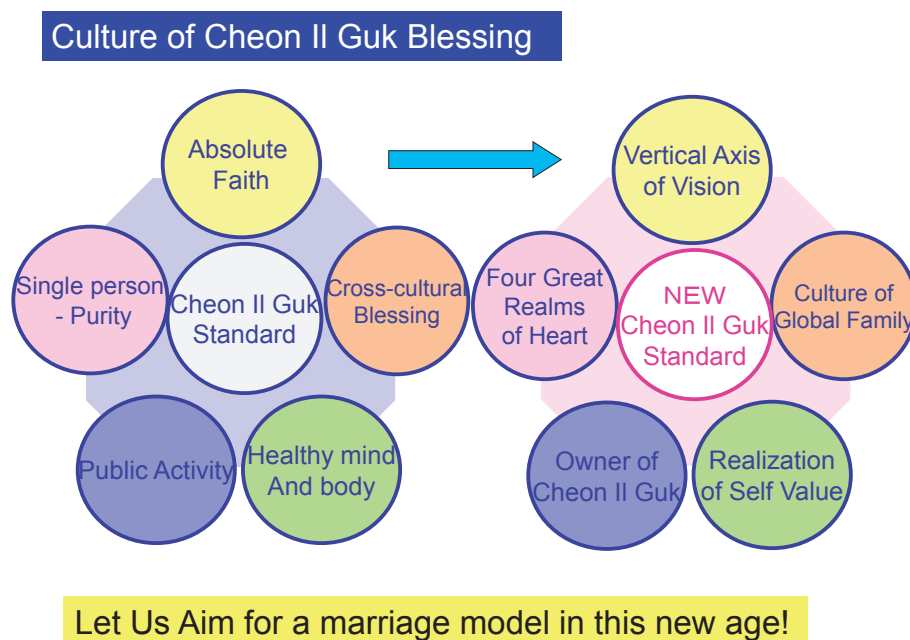 Culture of Cheon Il Guk Blessing
Absolute
Faith
Single person
- Purity
Cheon Il Guk
Standard
Cross-cultural
Blessing
Public Activity
Healthy mind
And body
Vertical Axis
of Vision
Four Great
Realms
of Heart
NEW
Cheon Il Guk
Standard
Culture of
Global Family
Owner of
Cheon Il Guk
Realization
of Self Value
Let Us Aim for a marriage model in this new age!